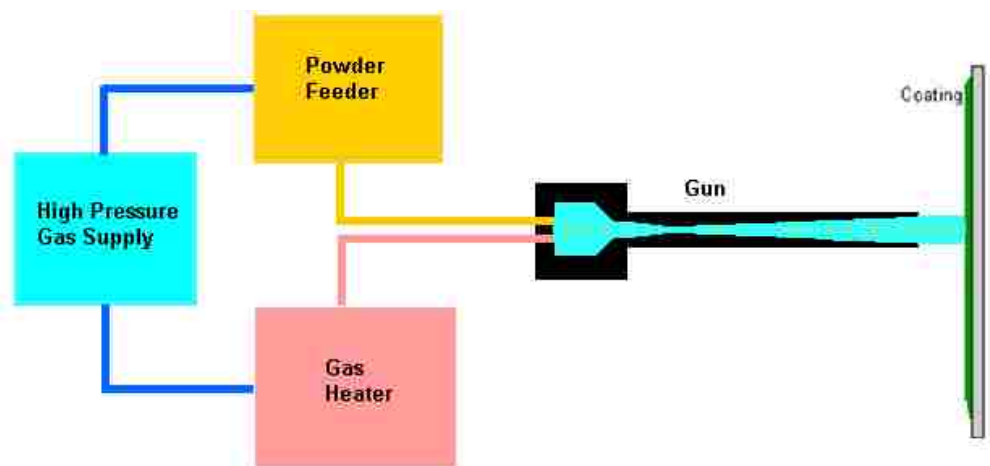 Powder
Feeder
Coating
High Pressure
Gas Supply
Gun
Gas
Heater